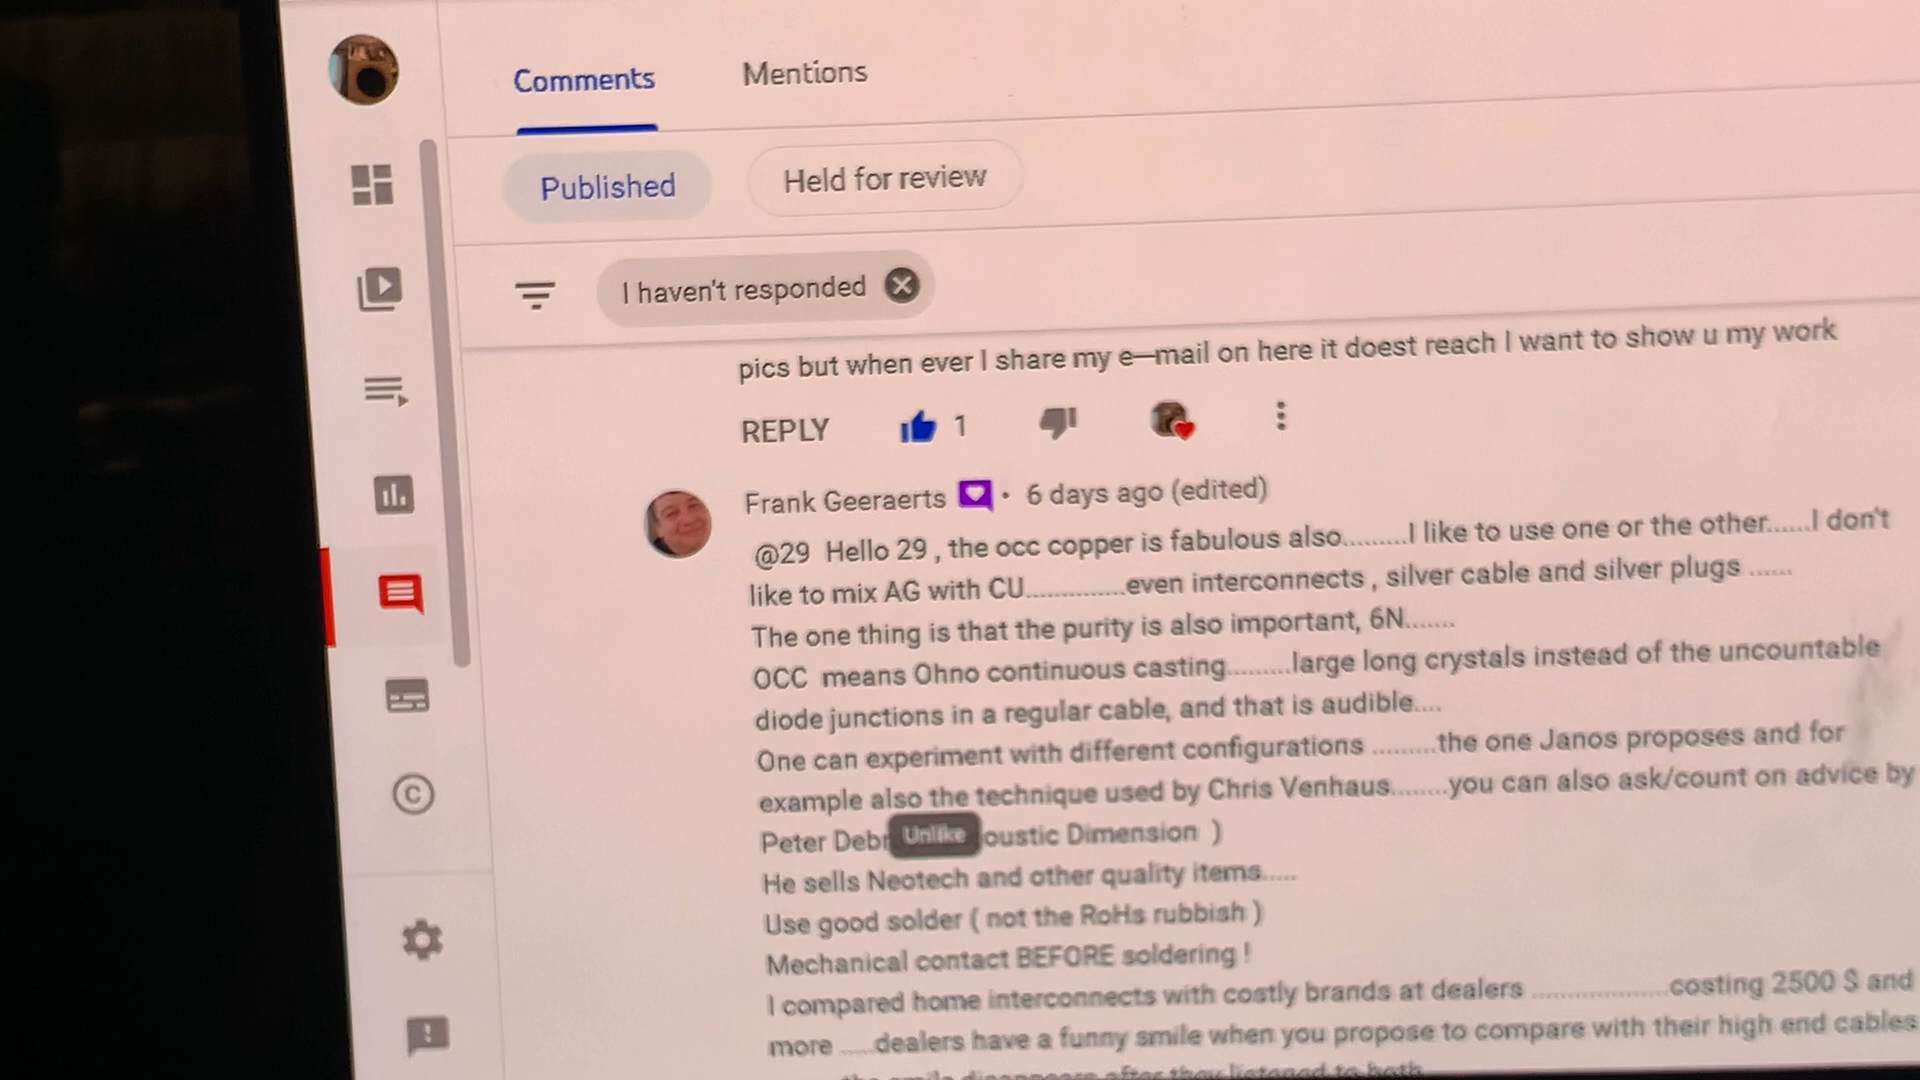 Comments
Mentions
Published
Held for review
I haven't responded
pics but when ever I share my e—mail on here it doest reach I want to show u my work
REPLY
1
Frank Geeraerts • 6 days ago (edited)
@29 Hello 29 , the occ copper is fabulous also.........I like to use one or the other......I don't
like to mix AG with CU..............even interconnects , silver cable and silver plugs ......
The one thing is that the purity is also important, 6N.......
OCC means Ohno continuous casting.........large long crystals instead of the uncountable
diode junctions in a regular cable, and that is audible....
One can experiment with different configurations .........the one Janos proposes and for
example also the technique used by Chris Venhaus........you can also ask/count on advice by
Peter Debr Unlike oustic Dimension )
He sells Neotech and other quality items.....
Use good solder ( not the RoHs rubbish )
Mechanical contact BEFORE soldering !
I compared home interconnects with costly brands at dealers ...................costing 2500 $ and
more .....dealers have a funny smile when you propose to compare with their high end cables
the smile disappears after they listened to both